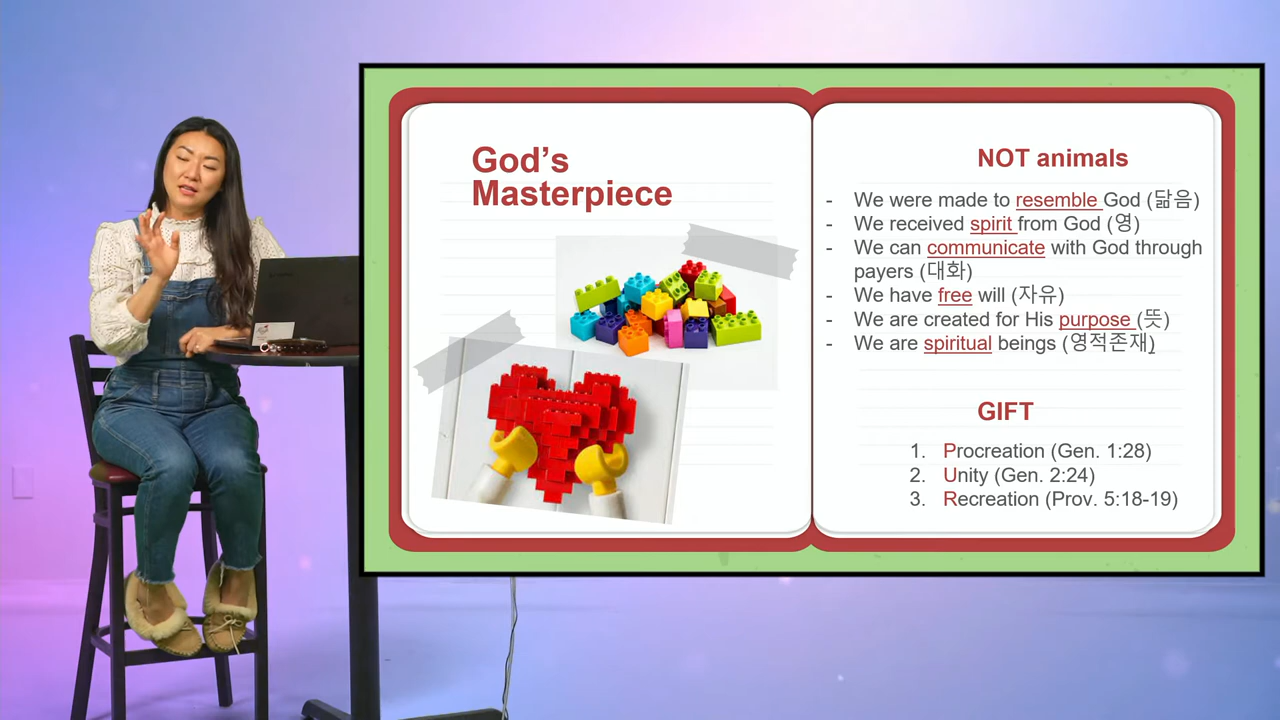 God's
Masterpiece
NOT animals
- We were made to resemble God (닮음)
- We received spirit from God (영)
- We can communicate with God through
payers (대화)
- We have free will (자유)
- We are created for His purpose (뜻)
- We are spiritual beings (영적존재)
GIFT
1. Procreation (Gen. 1:28)
2. Unity (Gen. 2:24)
3. Recreation (Prov. 5:18-19)